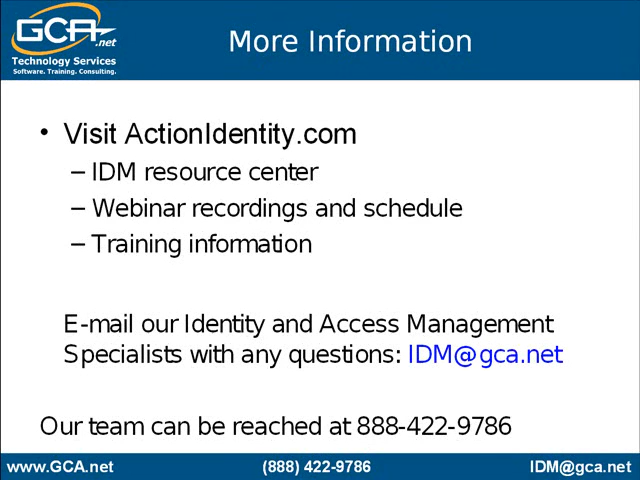 GCA
.net
Technology Services
Software. Training. Consulting.
More Information
• Visit ActionIdentity.com
– IDM resource center
– Webinar recordings and schedule
– Training information
E-mail our Identity and Access Management
Specialists with any questions: IDM@gca.net
Our team can be reached at 888-422-9786
www.GCA.net (888) 422-9786 IDM@gca.net